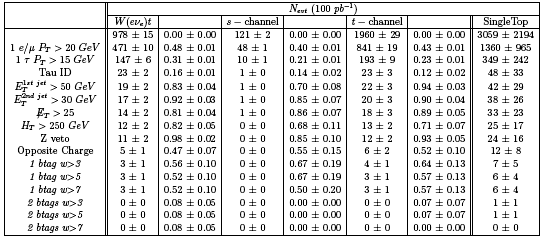 N_evt (100 pb^-1)
W(eν_e)t s − channel t − channel SingleTop
978 ± 15 0.00 ± 0.00 121 ± 2 0.00 ± 0.00 1960 ± 29 0.00 ± 0.00 3059 ± 2194
1 e/μ P_T > 20 GeV 471 ± 10 0.48 ± 0.01 48 ± 1 0.40 ± 0.01 841 ± 19 0.43 ± 0.01 1360 ± 965
1 τ P_T > 15 GeV 147 ± 6 0.31 ± 0.01 10 ± 1 0.21 ± 0.01 193 ± 9 0.23 ± 0.01 349 ± 242
Tau ID 23 ± 2 0.16 ± 0.01 1 ± 0 0.14 ± 0.02 23 ± 3 0.12 ± 0.02 48 ± 33
E_T^1st jet > 50 GeV 19 ± 2 0.83 ± 0.04 1 ± 0 0.70 ± 0.08 22 ± 3 0.94 ± 0.03 42 ± 29
E_T^2nd jet > 30 GeV 17 ± 2 0.92 ± 0.03 1 ± 0 0.85 ± 0.07 20 ± 3 0.90 ± 0.04 38 ± 26
E̸_T > 25 14 ± 2 0.81 ± 0.04 1 ± 0 0.86 ± 0.07 18 ± 3 0.89 ± 0.05 33 ± 23
H_T > 250 GeV 12 ± 2 0.82 ± 0.05 0 ± 0 0.68 ± 0.11 13 ± 2 0.71 ± 0.07 25 ± 17
Z veto 11 ± 2 0.98 ± 0.02 0 ± 0 0.85 ± 0.10 12 ± 2 0.93 ± 0.05 24 ± 16
Opposite Charge 5 ± 1 0.47 ± 0.07 0 ± 0 0.55 ± 0.15 6 ± 2 0.52 ± 0.10 12 ± 8
1 btag w>3 3 ± 1 0.56 ± 0.10 0 ± 0 0.67 ± 0.19 4 ± 1 0.64 ± 0.13 7 ± 5
1 btag w>5 3 ± 1 0.52 ± 0.10 0 ± 0 0.67 ± 0.19 3 ± 1 0.57 ± 0.13 6 ± 4
1 btag w>7 3 ± 1 0.52 ± 0.10 0 ± 0 0.50 ± 0.20 3 ± 1 0.57 ± 0.13 6 ± 4
2 btags w>3 0 ± 0 0.08 ± 0.05 0 ± 0 0.00 ± 0.00 0 ± 0 0.07 ± 0.07 1 ± 1
2 btags w>5 0 ± 0 0.08 ± 0.05 0 ± 0 0.00 ± 0.00 0 ± 0 0.07 ± 0.07 1 ± 1
2 btags w>7 0 ± 0 0.08 ± 0.05 0 ± 0 0.00 ± 0.00 0 ± 0 0.00 ± 0.00 0 ± 0